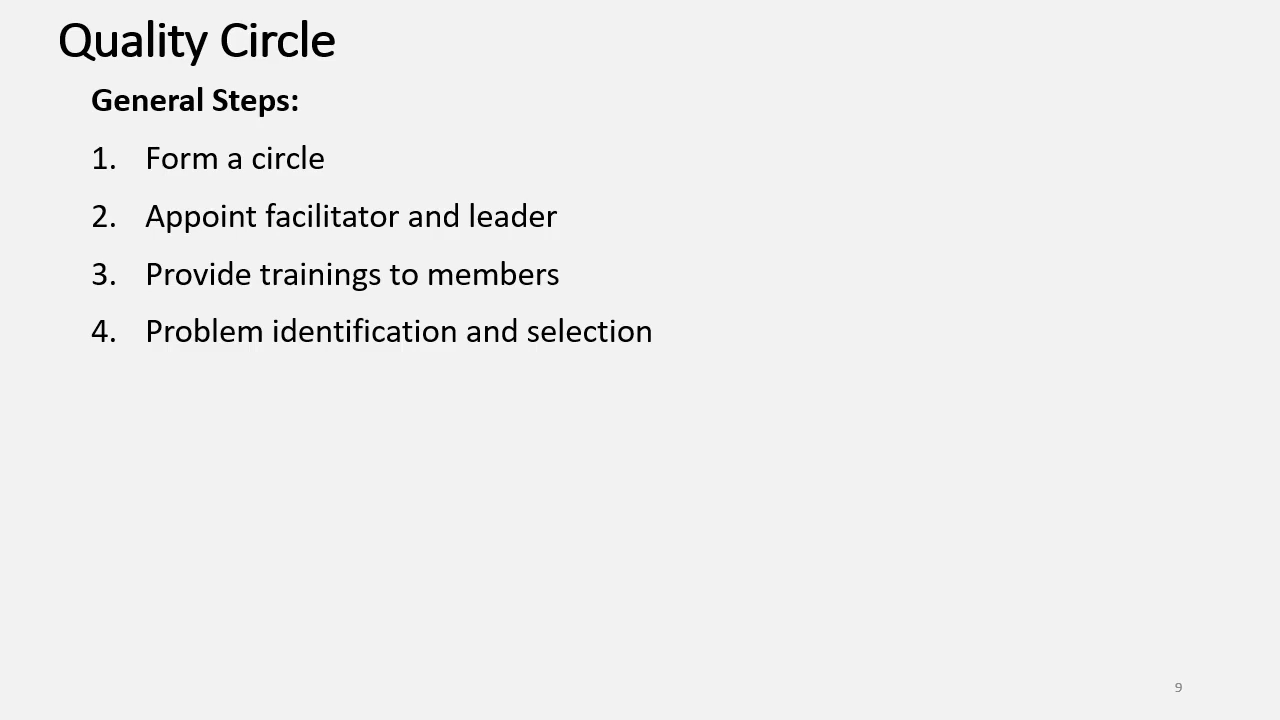 Quality Circle
General Steps:
1. Form a circle
2. Appoint facilitator and leader
3. Provide trainings to members
4. Problem identification and selection
9